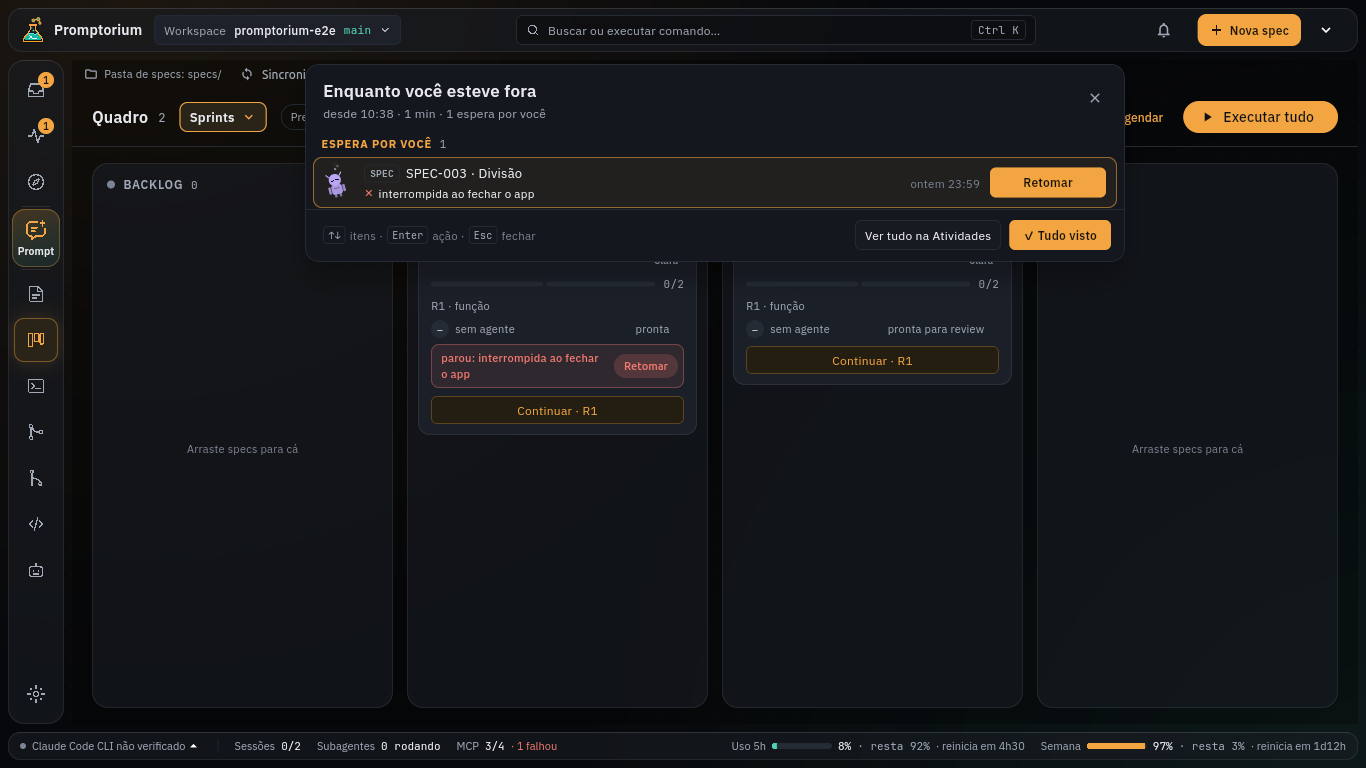 Promptorium
Workspace promptorium-e2e main
Buscar ou executar comando...
Ctrl K
+ Nova spec
1
1
Prompt
Pasta de specs: specs/
Quadro 2
Sprints
Executar tudo
Enquanto você esteve fora
desde 10:38 · 1 min · 1 espera por você
ESPERA POR VOCÊ 1
SPEC SPEC-003 · Divisão
× interrompida ao fechar o app
ontem 23:59
Retomar
↑↓ itens · Enter ação · Esc fechar
Ver tudo na Atividades
✓ Tudo visto
BACKLOG 0
Arraste specs para cá
0/2
R1 · função
– sem agente
pronta
parou: interrompida ao fechar
o app
Retomar
Continuar · R1
0/2
R1 · função
– sem agente
pronta para review
Continuar · R1
Arraste specs para cá
Claude Code CLI não verificado
Sessões 0/2
Subagentes 0 rodando
MCP 3/4 · 1 falhou
Uso 5h 8% · resta 92% · reinicia em 4h30
Semana 97% · resta 3% · reinicia em 1d12h